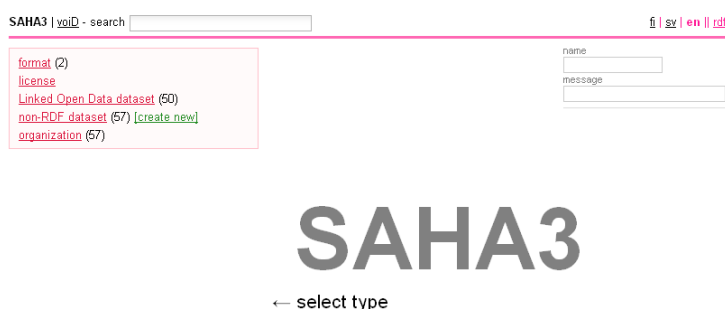 SAHA3 | voiD - search
fi | sv | en || rdf
format (2)
license
Linked Open Data dataset (50)
non-RDF dataset (57) [create new]
organization (57)
name
message
SAHA3
← select type